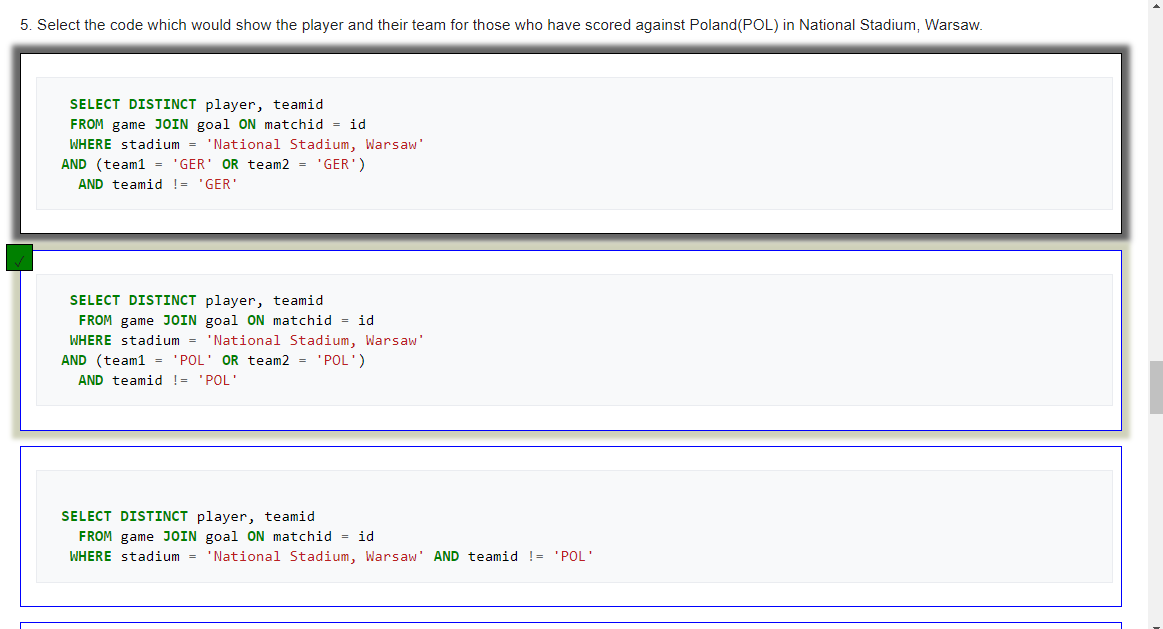 5. Select the code which would show the player and their team for those who have scored against Poland(POL) in National Stadium, Warsaw.
SELECT DISTINCT player, teamid
FROM game JOIN goal ON matchid = id
WHERE stadium = 'National Stadium, Warsaw'
AND (team1 = 'GER' OR team2 = 'GER')
AND teamid != 'GER'
✓
SELECT DISTINCT player, teamid
FROM game JOIN goal ON matchid = id
WHERE stadium = 'National Stadium, Warsaw'
AND (team1 = 'POL' OR team2 = 'POL')
AND teamid != 'POL'
SELECT DISTINCT player, teamid
FROM game JOIN goal ON matchid = id
WHERE stadium = 'National Stadium, Warsaw' AND teamid != 'POL'